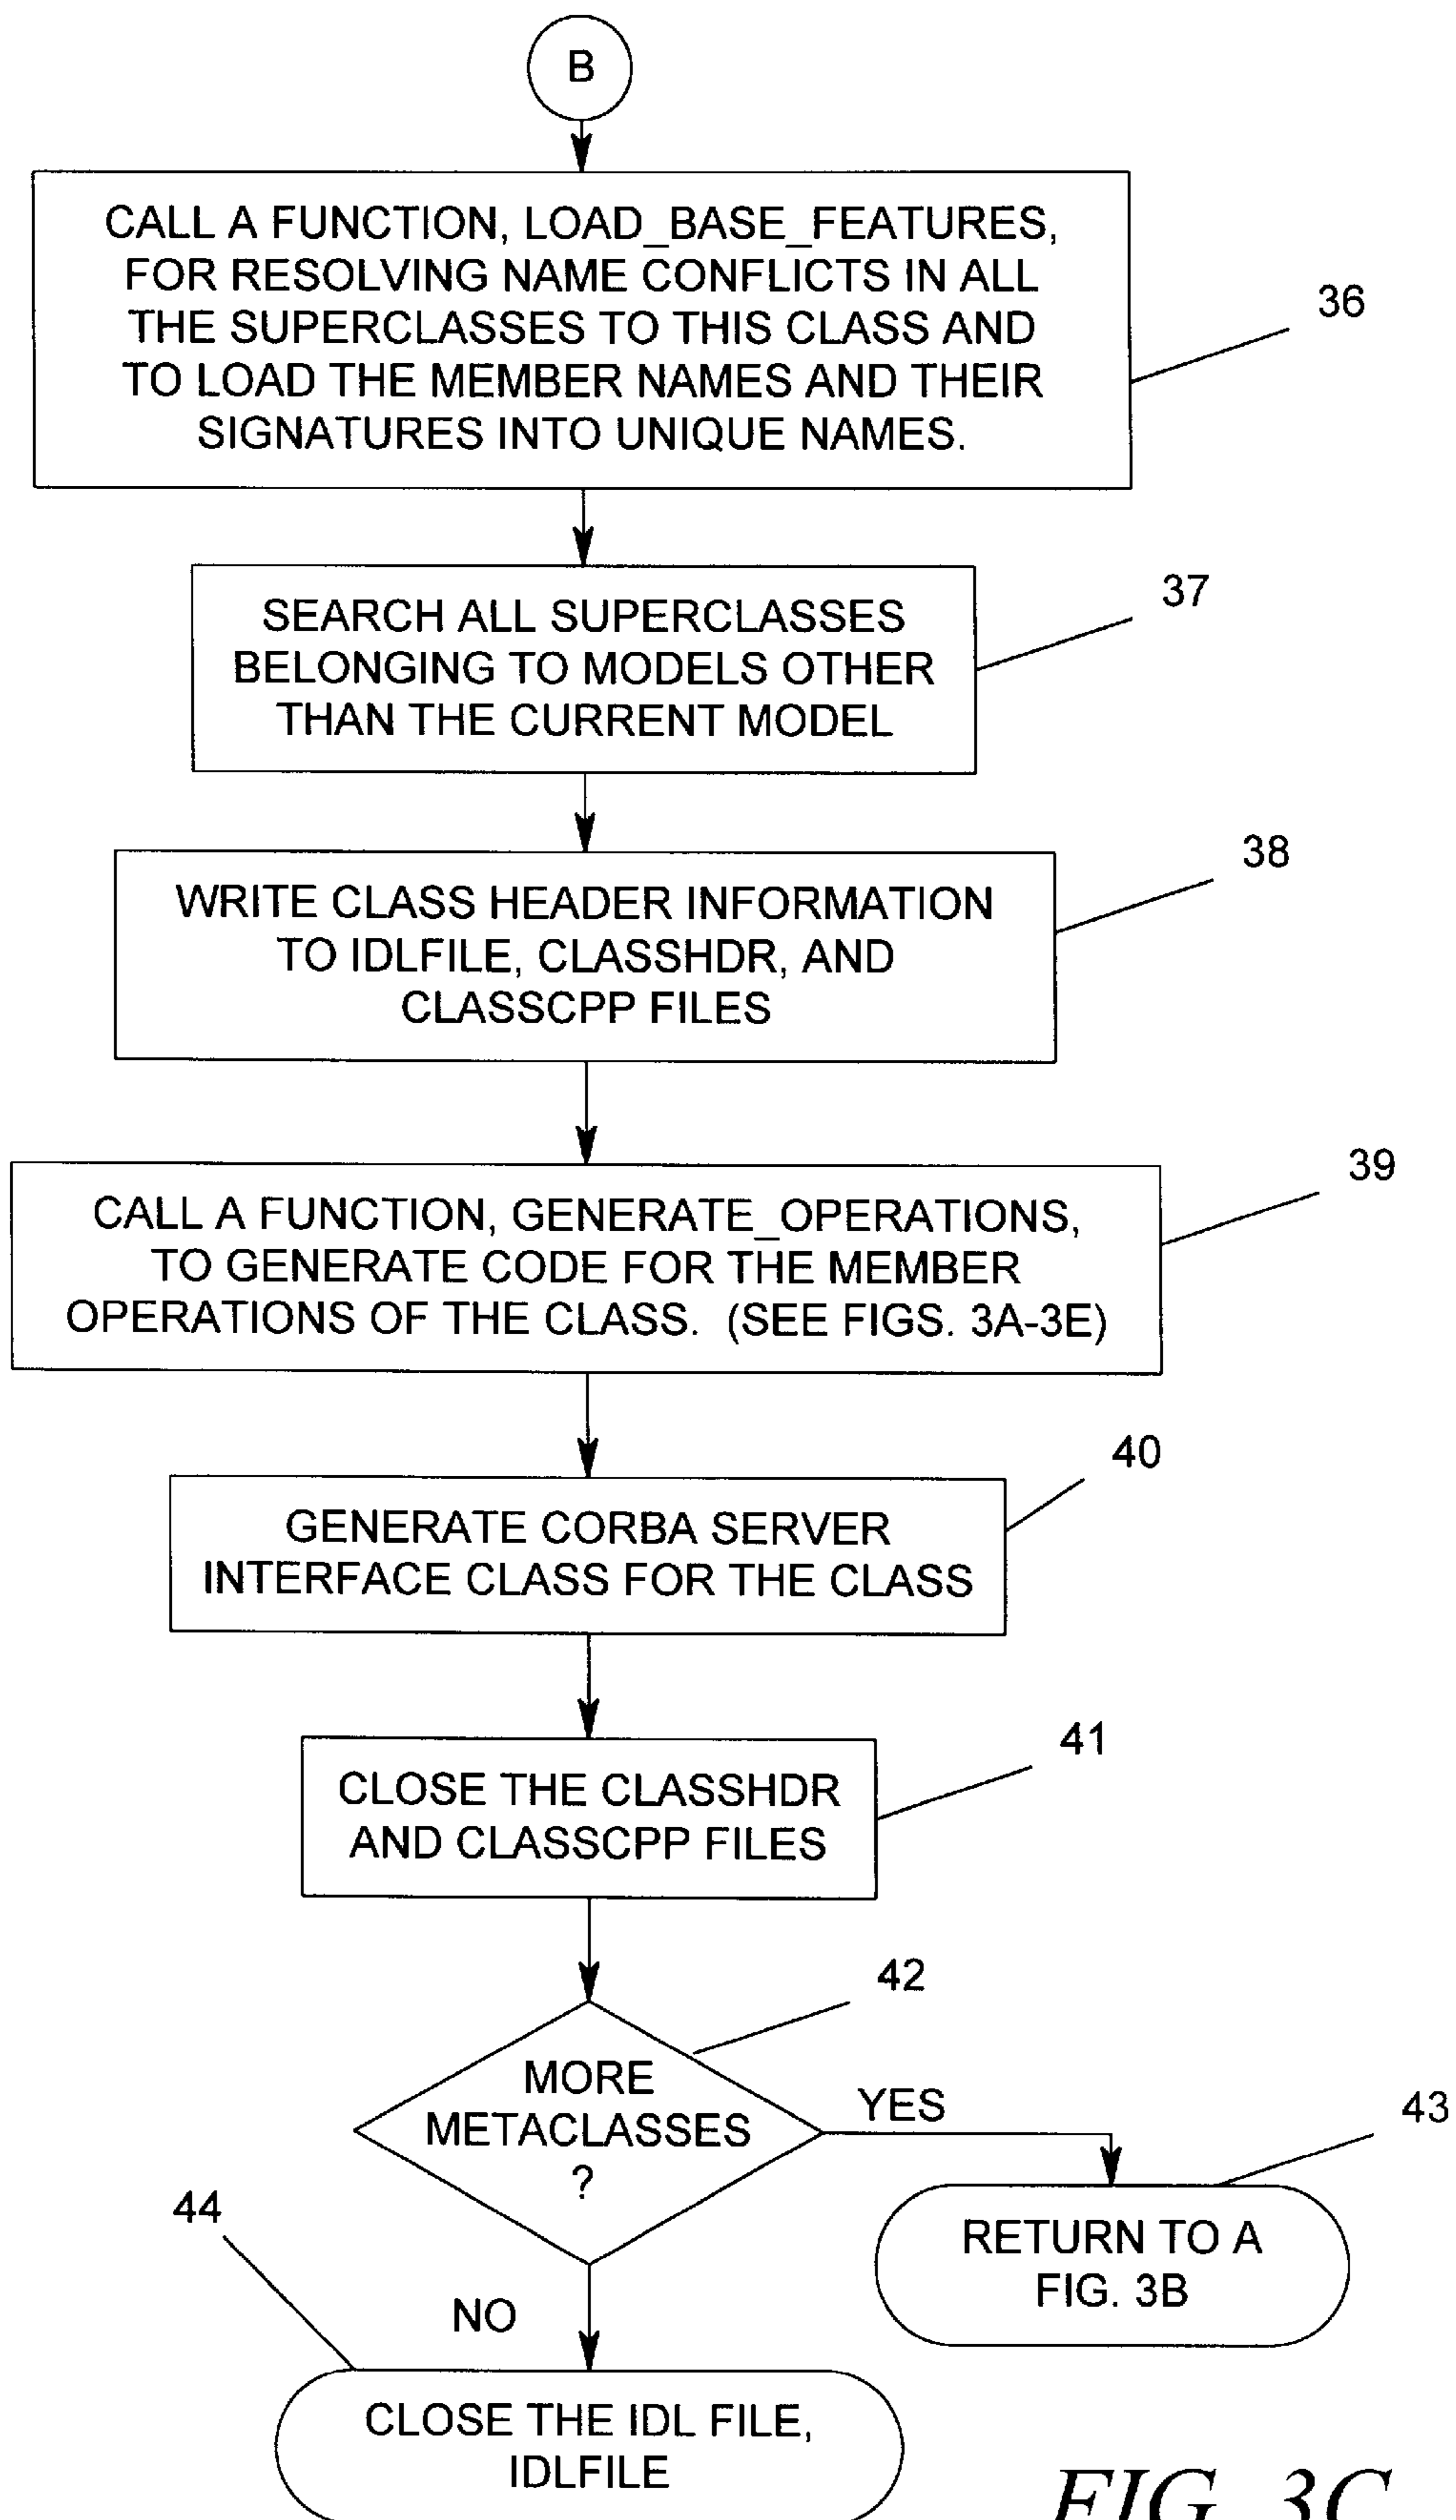 B
CALL A FUNCTION, LOAD_BASE_FEATURES,
FOR RESOLVING NAME CONFLICTS IN ALL
THE SUPERCLASSES TO THIS CLASS AND
TO LOAD THE MEMBER NAMES AND THEIR
SIGNATURES INTO UNIQUE NAMES.
36
SEARCH ALL SUPERCLASSES
BELONGING TO MODELS OTHER
THAN THE CURRENT MODEL
37
WRITE CLASS HEADER INFORMATION
TO IDLFILE, CLASSHDR, AND
CLASSCPP FILES
38
CALL A FUNCTION, GENERATE_OPERATIONS,
TO GENERATE CODE FOR THE MEMBER
OPERATIONS OF THE CLASS. (SEE FIGS. 3A-3E)
39
GENERATE CORBA SERVER
INTERFACE CLASS FOR THE CLASS
40
CLOSE THE CLASSHDR
AND CLASSCPP FILES
41
MORE
METACLASSES
?
42
YES
43
RETURN TO A
FIG. 3B
NO
44
CLOSE THE IDL FILE,
IDLFILE
FIG. 3C